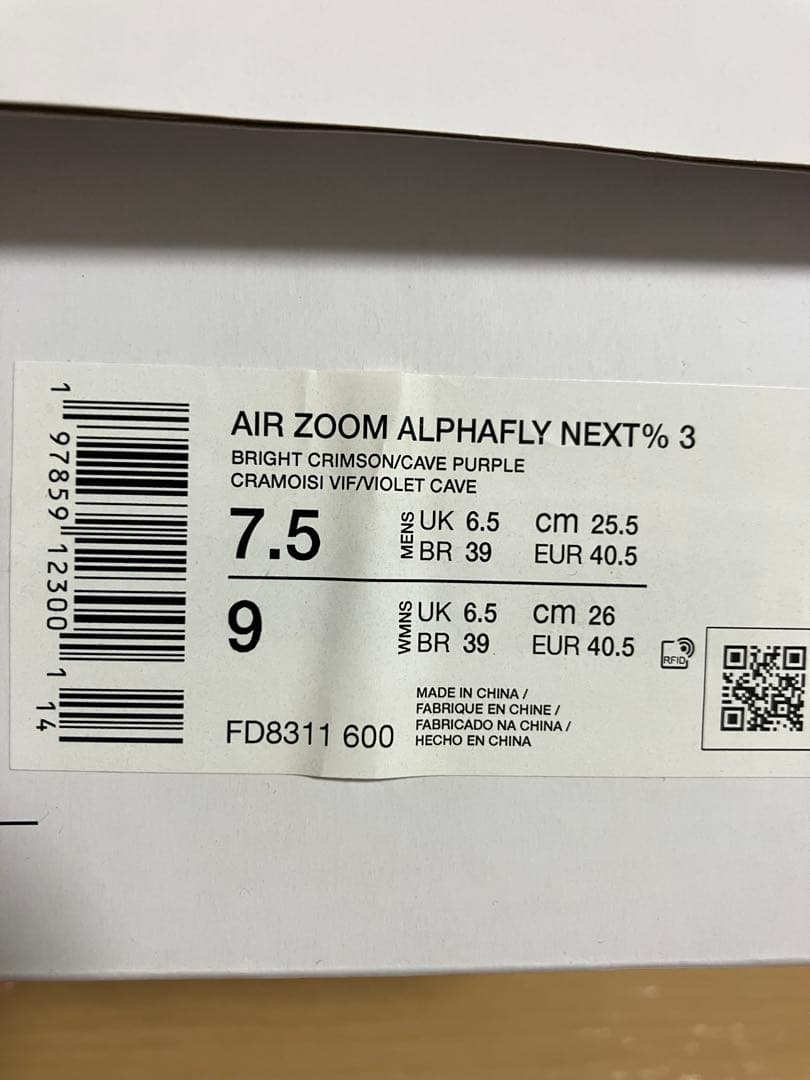 1 97859 12300 1 14
AIR ZOOM ALPHAFLY NEXT% 3
BRIGHT CRIMSON/CAVE PURPLE
CRAMOISI VIF/VIOLET CAVE
7.5 MENS UK 6.5 cm 25.5
BR 39 EUR 40.5
9 WMNS UK 6.5 cm 26
BR 39 EUR 40.5
RFID
MADE IN CHINA /
FABRIQUE EN CHINE /
FD8311 600 FABRICADO NA CHINA /
HECHO EN CHINA